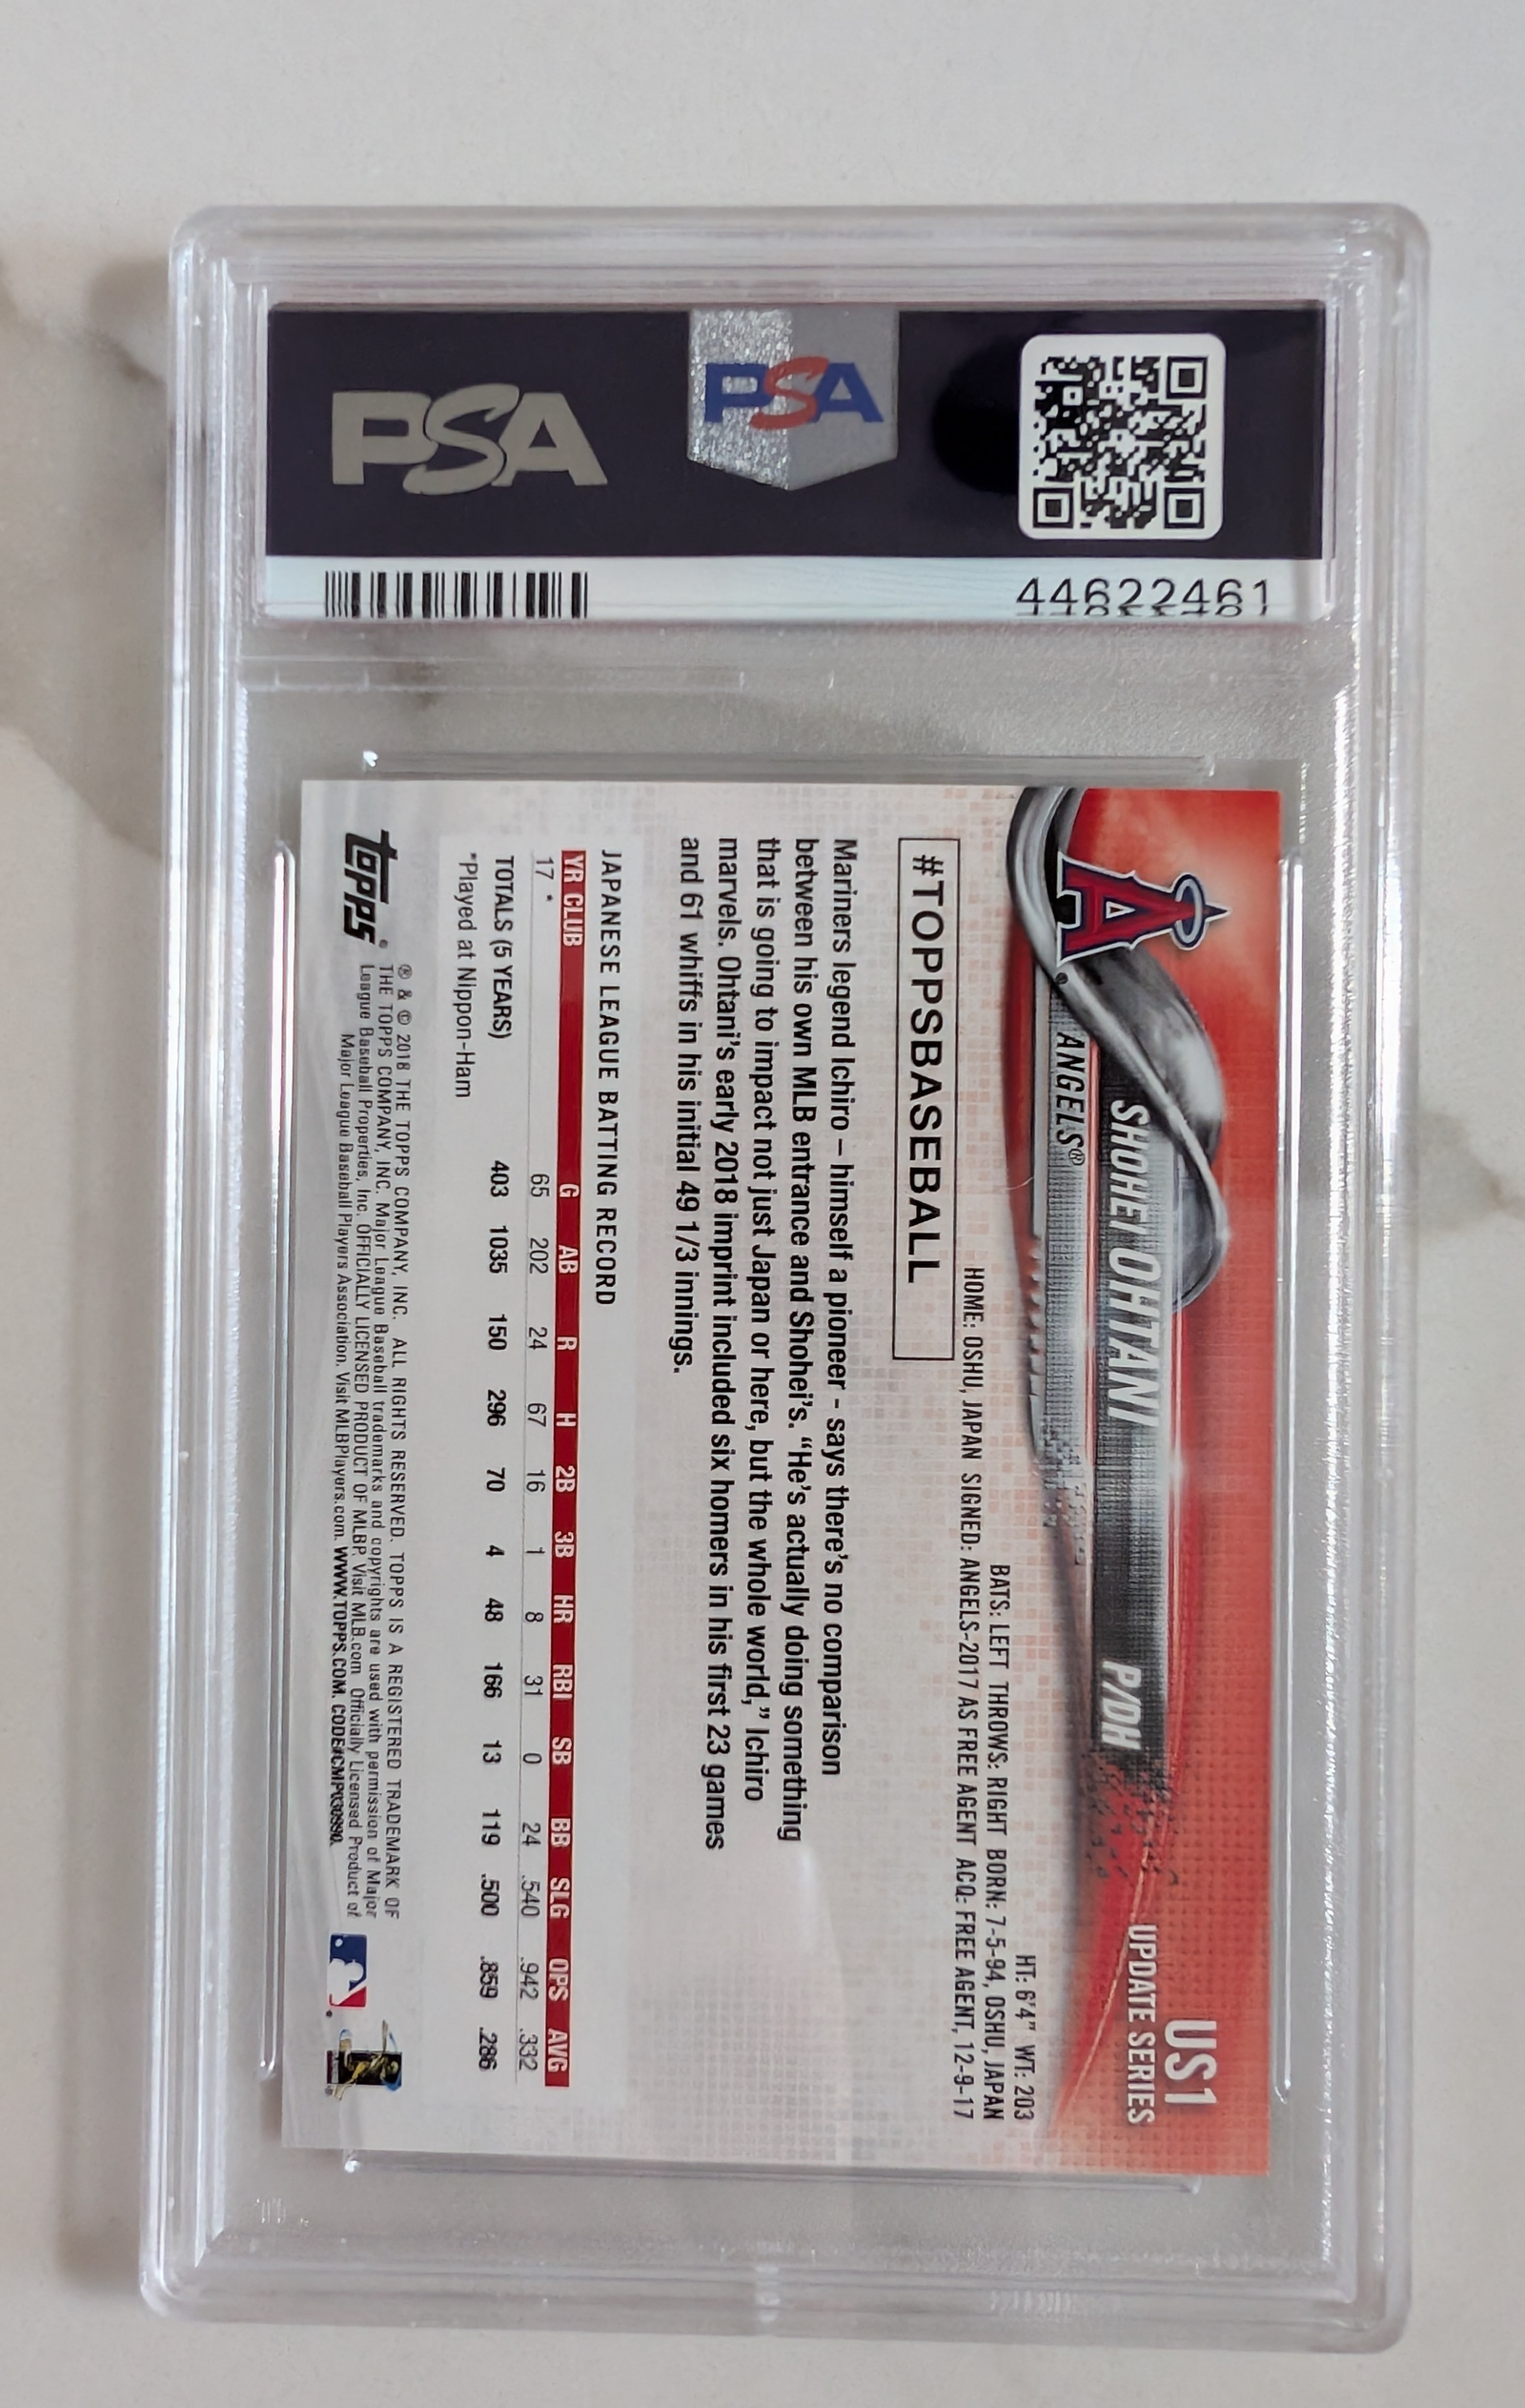 PSA
PSA
44622461
US1
UPDATE SERIES
SHOHEI OHTANI P/DH
A
ANGELS®
HT: 6'4" WT: 203
BATS: LEFT THROWS: RIGHT BORN: 7-5-94, OSHU, JAPAN
HOME: OSHU, JAPAN SIGNED: ANGELS-2017 AS FREE AGENT ACQ: FREE AGENT, 12-9-17
#TOPPSBASEBALL
Mariners legend Ichiro – himself a pioneer - says there's no comparison
between his own MLB entrance and Shohei's. “He's actually doing something
that is going to impact not just Japan or here, but the whole world,” Ichiro
marvels. Ohtani's early 2018 imprint included six homers in his first 23 games
and 61 whiffs in his initial 49 1/3 innings.
JAPANESE LEAGUE BATTING RECORD
YR CLUB G AB R H 2B 3B HR RBI SB BB SLG OPS AVG
17 * 65 202 24 67 16 1 8 31 0 24 .540 .942 .332
TOTALS (5 YEARS) 403 1035 150 296 70 4 48 166 13 119 .500 .859 .286
*Played at Nippon-Ham
topps®
® & © 2018 THE TOPPS COMPANY, INC. ALL RIGHTS RESERVED. TOPPS IS A REGISTERED TRADEMARK OF
THE TOPPS COMPANY, INC. Major League Baseball trademarks and copyrights are used with permission of Major
League Baseball Properties, Inc. OFFICIALLY LICENSED PRODUCT OF MLBP. Visit MLB.com Officially Licensed Product of
Major League Baseball Players Association. Visit MLBPlayers.com. WWW.TOPPS.COM. CODE#CMP030990.